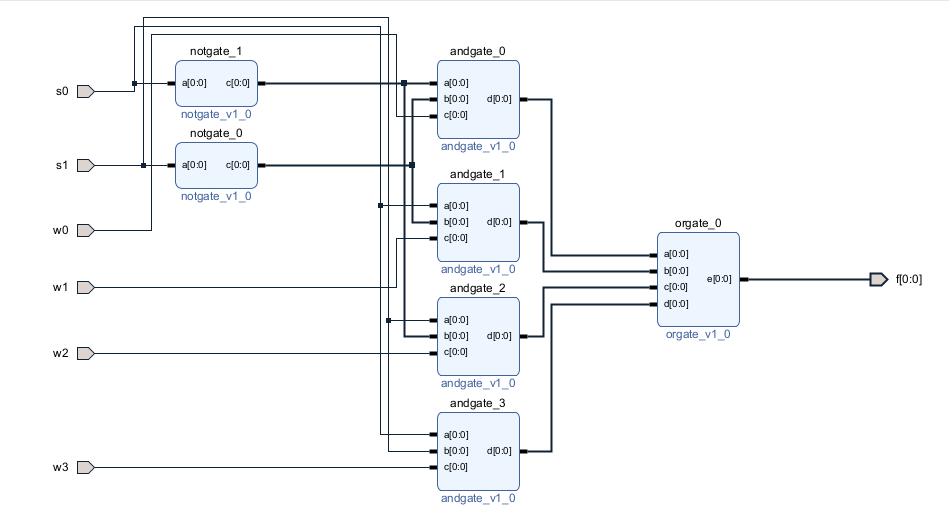 notgate_1
andgate_0
s0
a[0:0]
c[0:0]
a[0:0]
b[0:0]
c[0:0]
d[0:0]
notgate_v1_0
notgate_0
andgate_v1_0
s1
a[0:0]
c[0:0]
andgate_1
notgate_v1_0
a[0:0]
b[0:0]
c[0:0]
d[0:0]
w0
orgate_0
andgate_v1_0
a[0:0]
b[0:0]
c[0:0]
d[0:0]
e[0:0]
f[0:0]
w1
andgate_2
a[0:0]
b[0:0]
c[0:0]
d[0:0]
orgate_v1_0
w2
andgate_v1_0
andgate_3
a[0:0]
b[0:0]
c[0:0]
d[0:0]
w3
andgate_v1_0